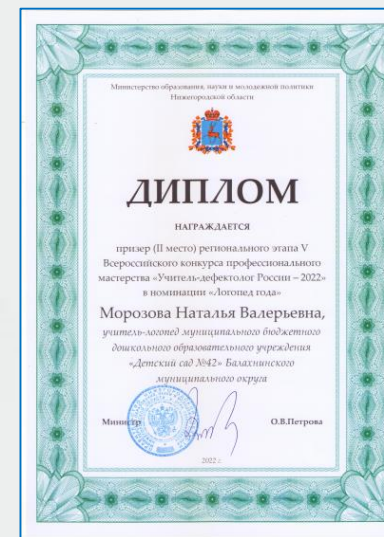 Министерство образования, науки и молодежной политики
Нижегородской области
ДИПЛОМ
НАГРАЖДАЕТСЯ
призер (II место) регионального этапа V
Всероссийского конкурса профессионального
мастерства «Учитель-дефектолог России – 2022»
в номинации «Логопед года»
Морозова Наталья Валерьевна,
учитель-логопед муниципального бюджетного
дошкольного образовательного учреждения
«Детский сад №42» Балахнинского
муниципального округа
Министр О.В.Петрова
2022 г.